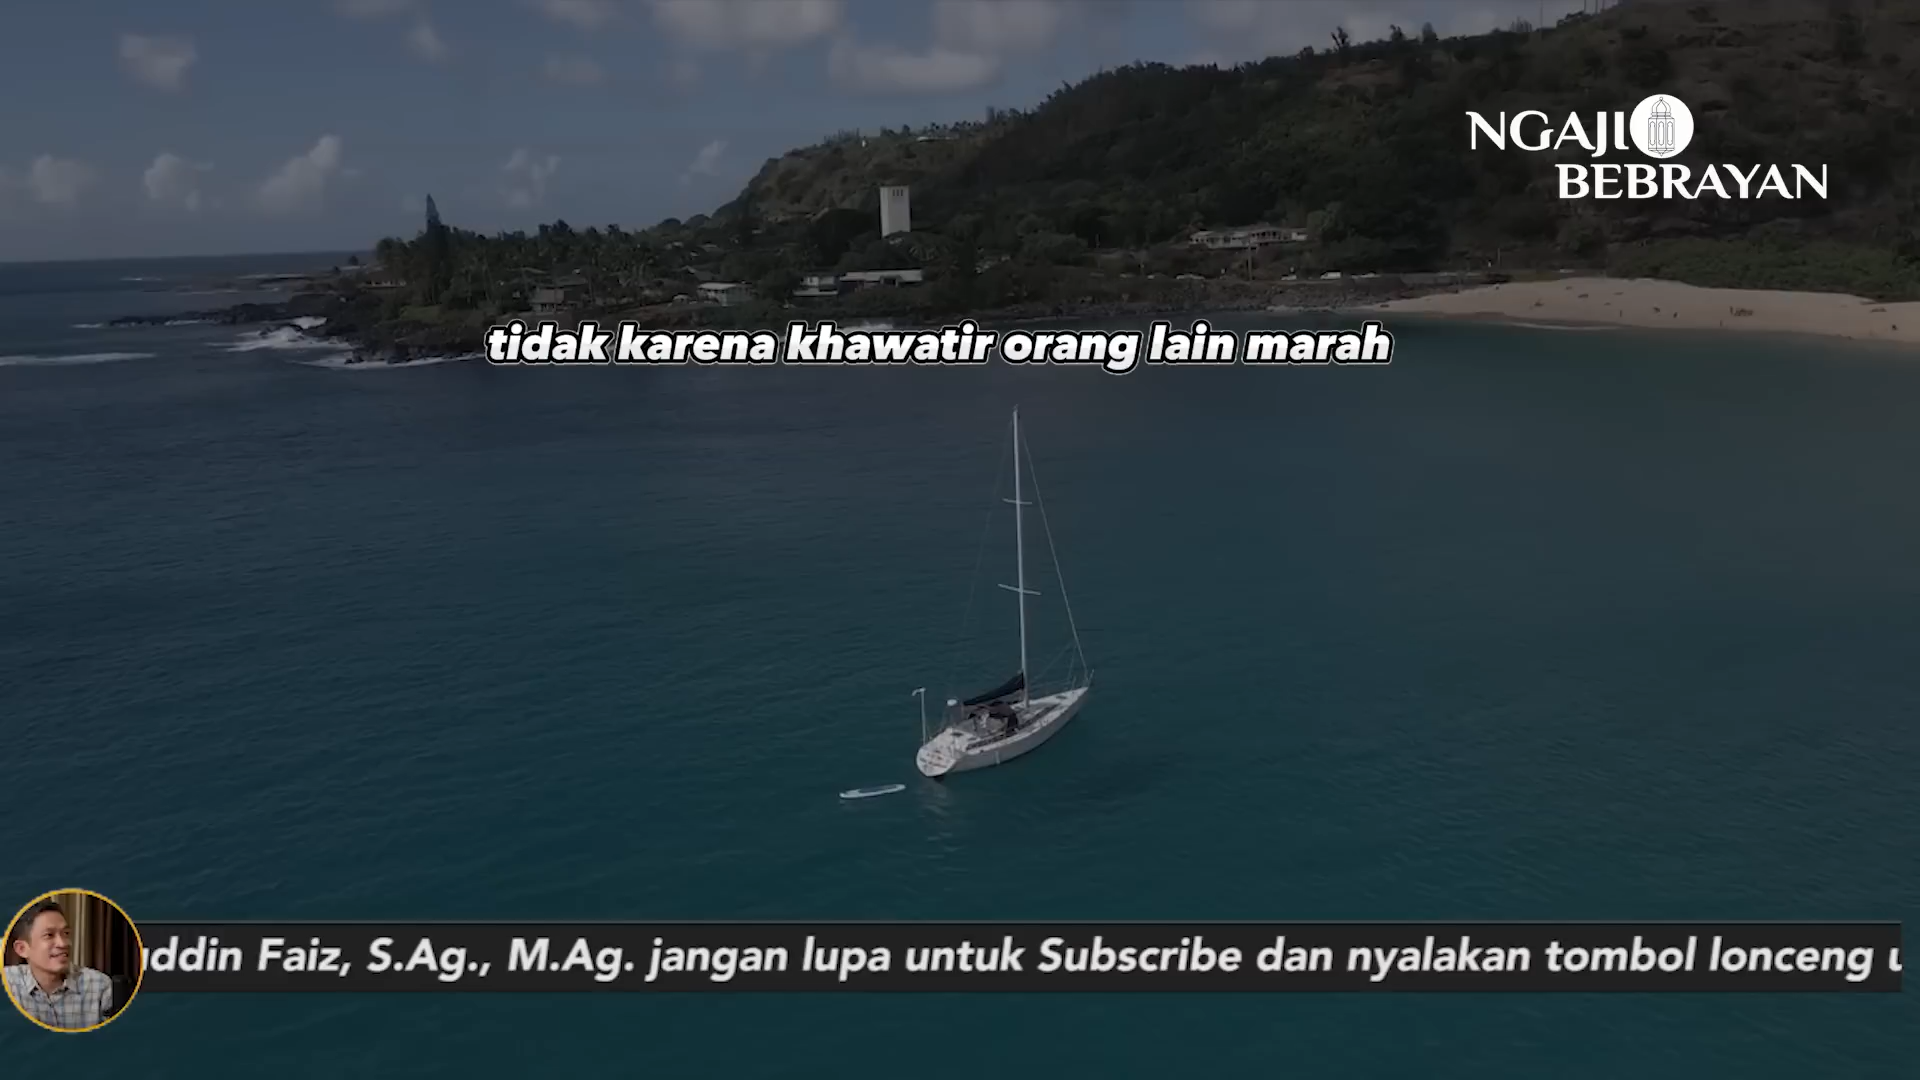 NGAJI
BEBRAYAN
tidak karena khawatir orang lain marah
uddin Faiz, S.Ag., M.Ag. jangan lupa untuk Subscribe dan nyalakan tombol lonceng